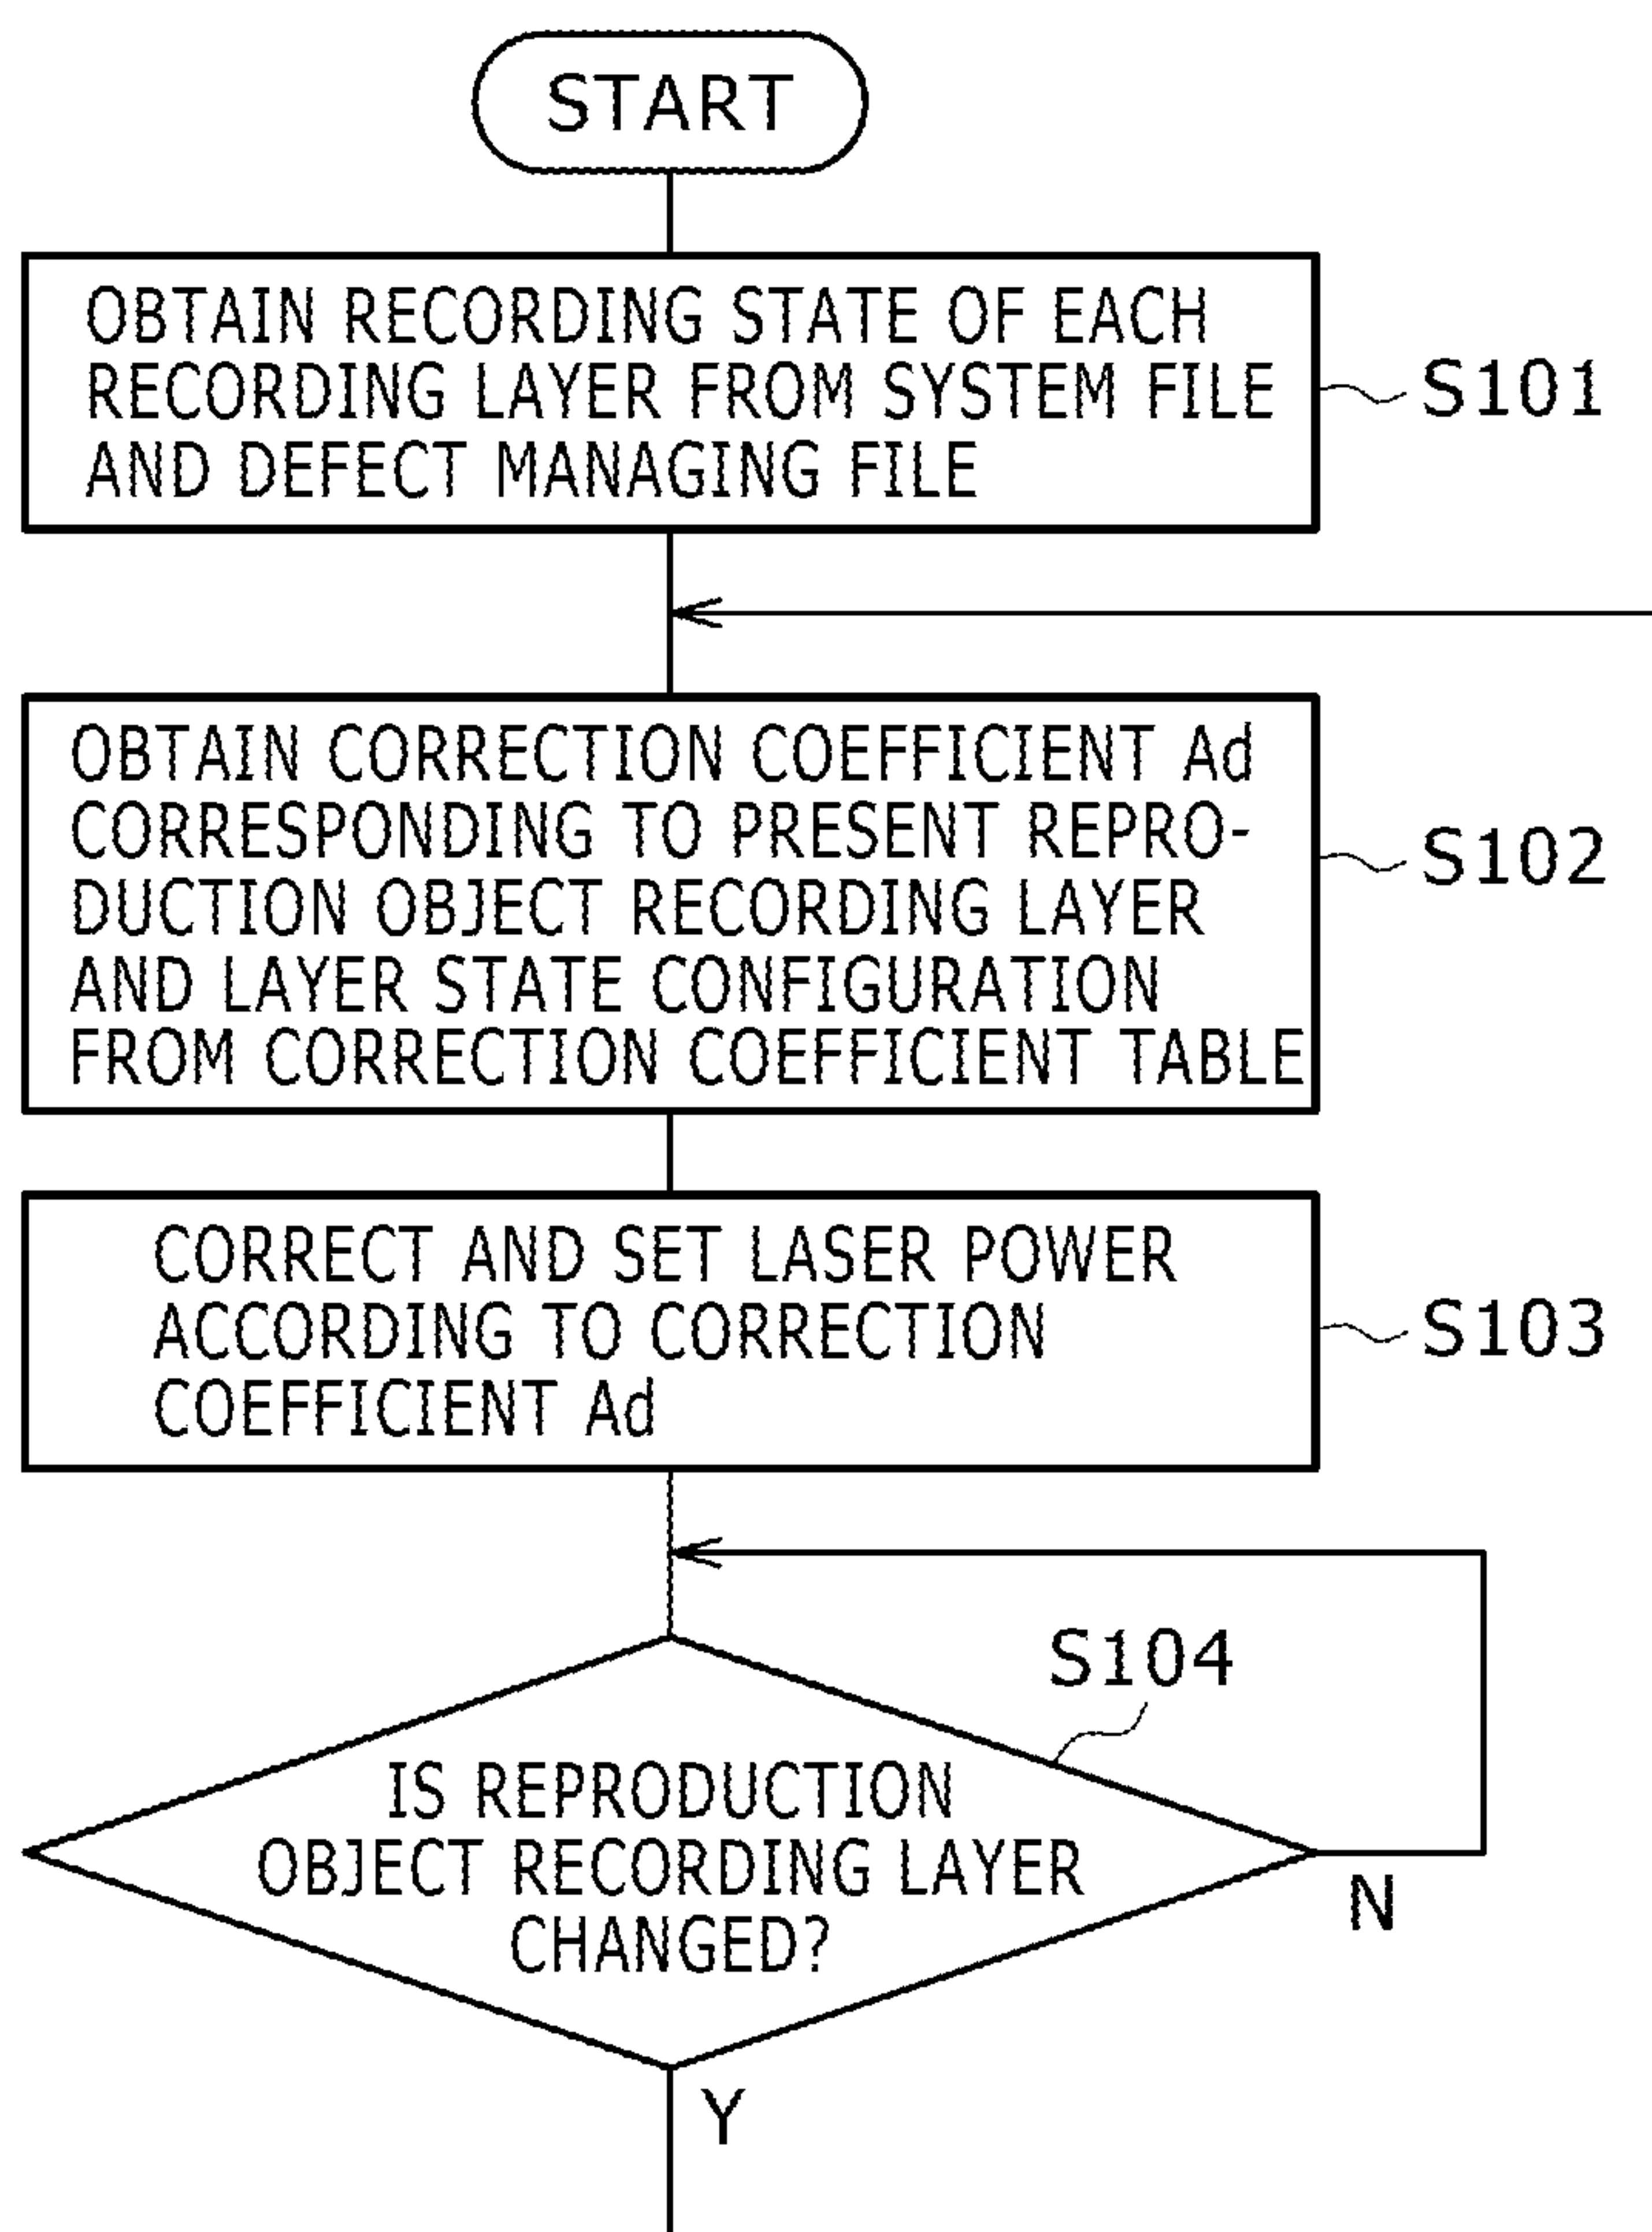 START
OBTAIN RECORDING STATE OF EACH
RECORDING LAYER FROM SYSTEM FILE
AND DEFECT MANAGING FILE
S101
OBTAIN CORRECTION COEFFICIENT Ad
CORRESPONDING TO PRESENT REPRO-
DUCTION OBJECT RECORDING LAYER
AND LAYER STATE CONFIGURATION
FROM CORRECTION COEFFICIENT TABLE
S102
CORRECT AND SET LASER POWER
ACCORDING TO CORRECTION
COEFFICIENT Ad
S103
S104
IS REPRODUCTION
OBJECT RECORDING LAYER
CHANGED?
N
Y